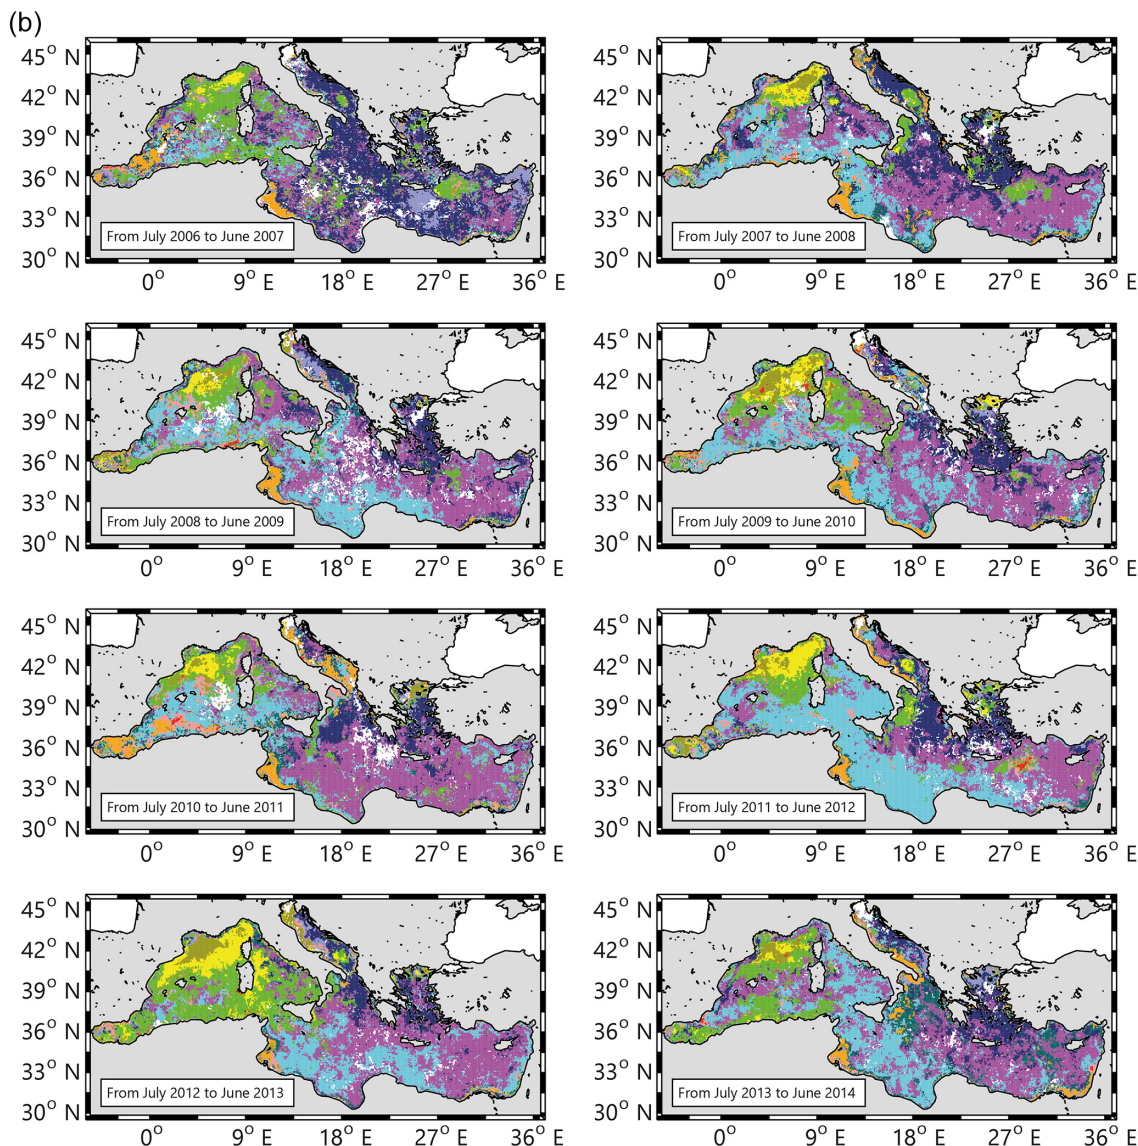 (b)
45° N
42° N
39° N
36° N
33° N
30° N
From July 2006 to June 2007
0° 9° E 18° E 27° E 36° E
45° N
42° N
39° N
36° N
33° N
30° N
From July 2007 to June 2008
0° 9° E 18° E 27° E 36° E
45° N
42° N
39° N
36° N
33° N
30° N
From July 2008 to June 2009
0° 9° E 18° E 27° E 36° E
45° N
42° N
39° N
36° N
33° N
30° N
From July 2009 to June 2010
0° 9° E 18° E 27° E 36° E
45° N
42° N
39° N
36° N
33° N
30° N
From July 2010 to June 2011
0° 9° E 18° E 27° E 36° E
45° N
42° N
39° N
36° N
33° N
30° N
From July 2011 to June 2012
0° 9° E 18° E 27° E 36° E
45° N
42° N
39° N
36° N
33° N
30° N
From July 2012 to June 2013
0° 9° E 18° E 27° E 36° E
45° N
42° N
39° N
36° N
33° N
30° N
From July 2013 to June 2014
0° 9° E 18° E 27° E 36° E